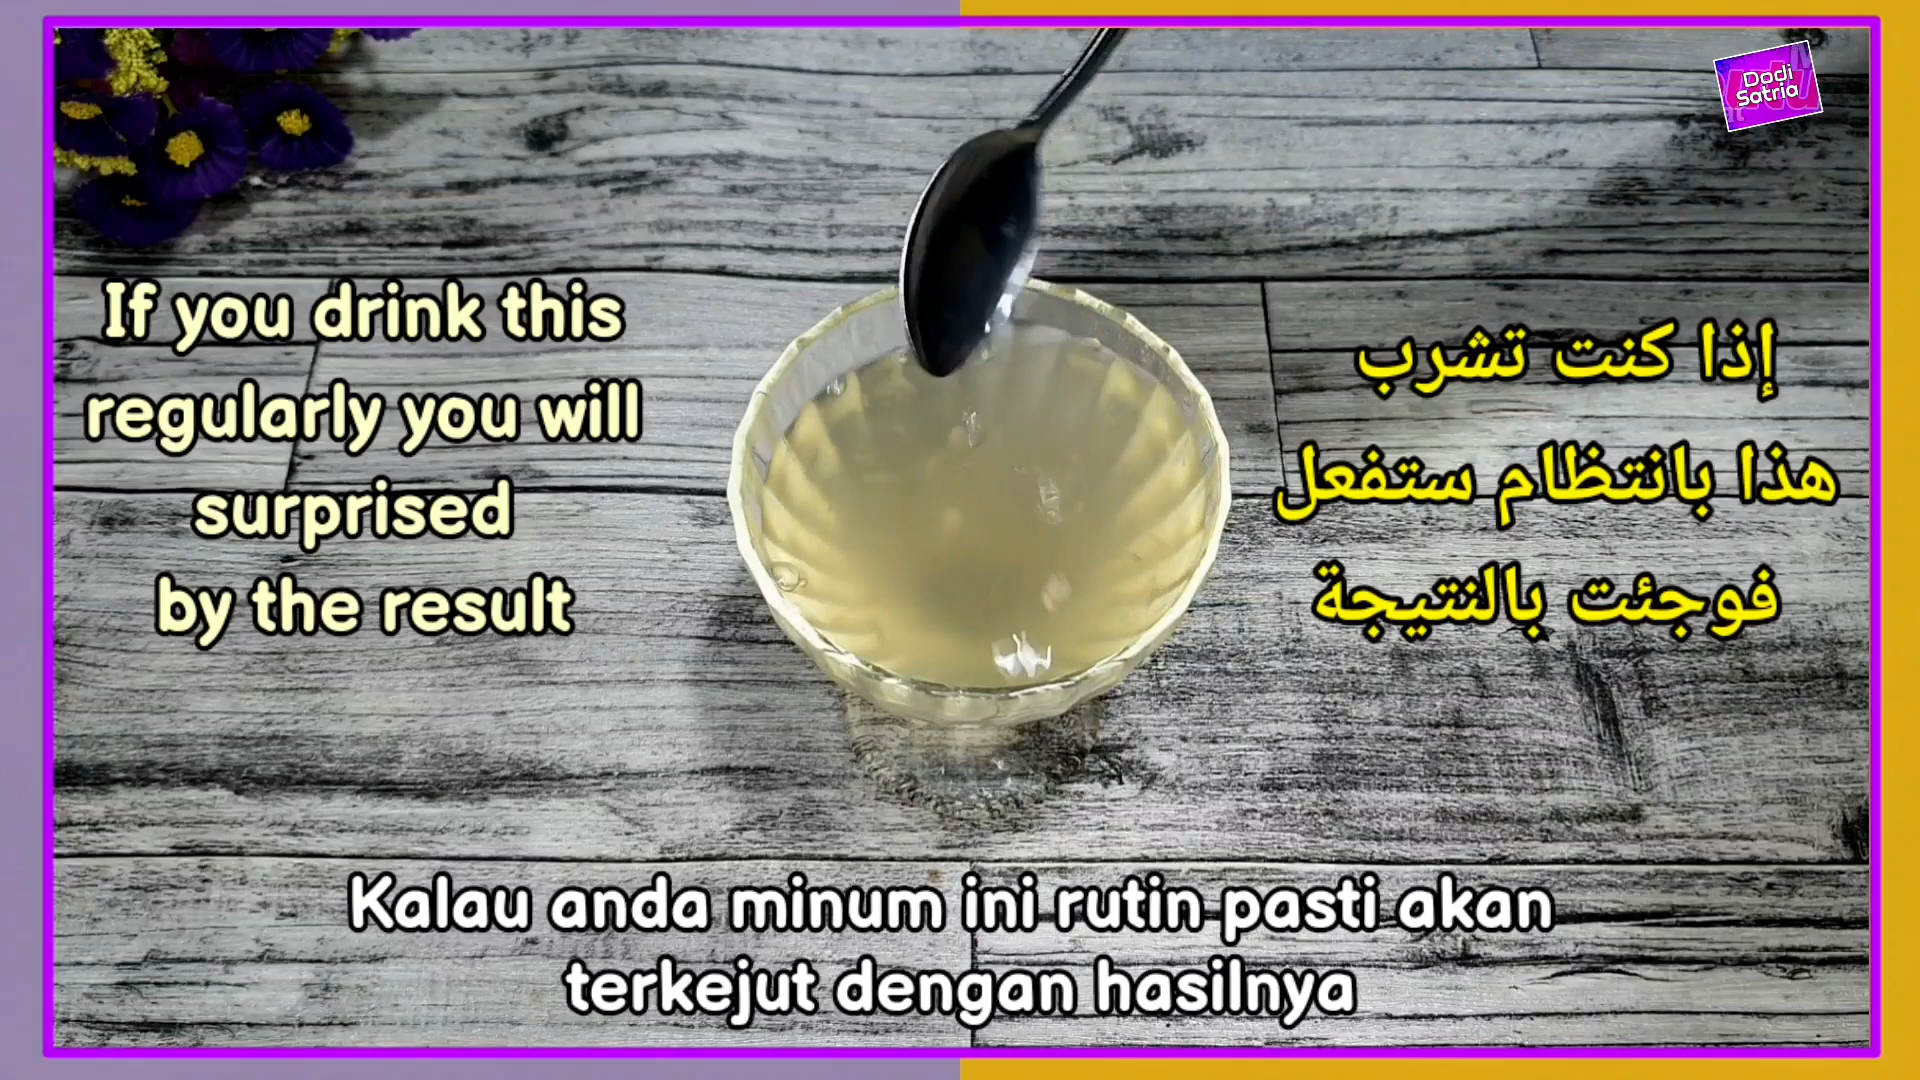 Dodi
Satria
If you drink this
regularly you will
surprised
by the result
إذا كنت تشرب
هذا بانتظام ستفعل
فوجئت بالنتيجة
Kalau anda minum ini rutin pasti akan
terkejut dengan hasilnya